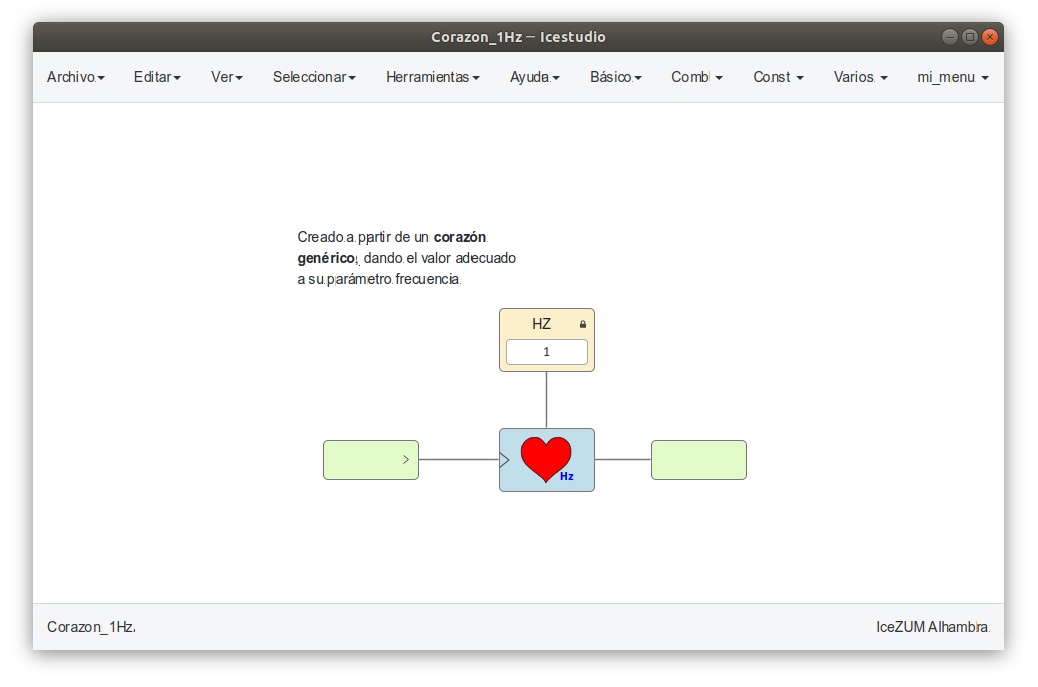 Corazon_1Hz — Icestudio
Archivo Editar Ver Seleccionar Herramientas Ayuda Básico Comb Const Varios mi_menu
Creado a partir de un corazón
genérico, dando el valor adecuado
a su parámetro frecuencia.
HZ
1
Hz
Corazon_1Hz IceZUM Alhambra